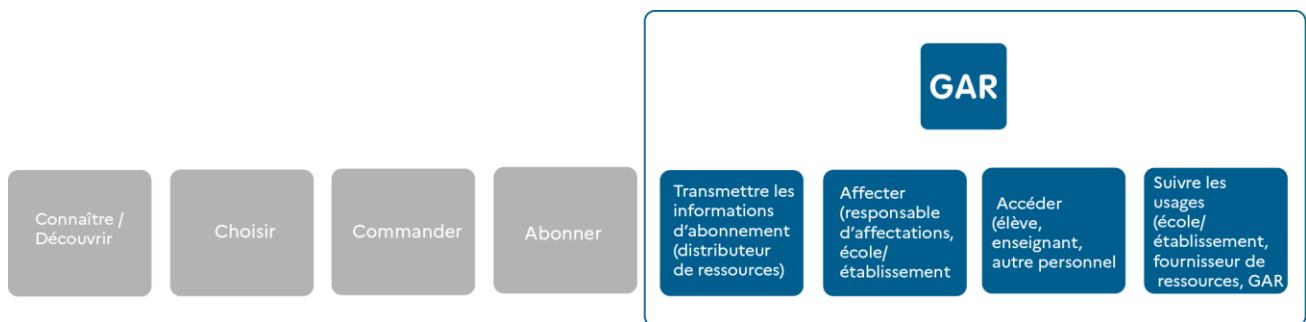 GAR
Connaître /
Découvrir
Choisir
Commander
Abonner
Transmettre les
informations
d'abonnement
(distributeur
de ressources)
Affecter
(responsable
d'affectations,
école/
établissement
Accéder
(élève,
enseignant,
autre personnel
Suivre les
usages
(école/
établissement,
fournisseur de
ressources, GAR